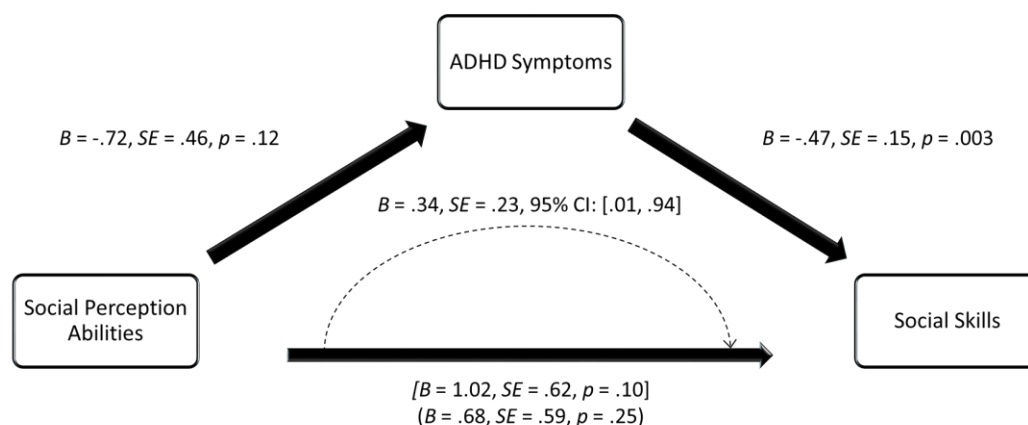 ADHD Symptoms
B = -.72, SE = .46, p = .12
B = -.47, SE = .15, p = .003
B = .34, SE = .23, 95% CI: [.01, .94]
Social Perception
Abilities
Social Skills
[B = 1.02, SE = .62, p = .10]
(B = .68, SE = .59, p = .25)